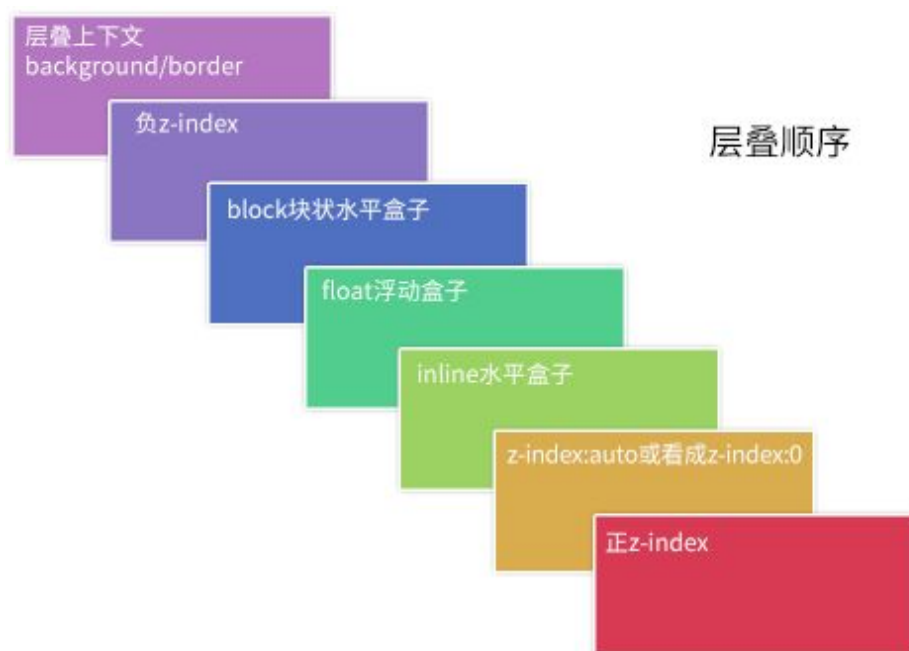 层叠上下文
background/border
负z-index
层叠顺序
block块状水平盒子
float浮动盒子
inline水平盒子
z-index:auto或看成z-index:0
正z-index